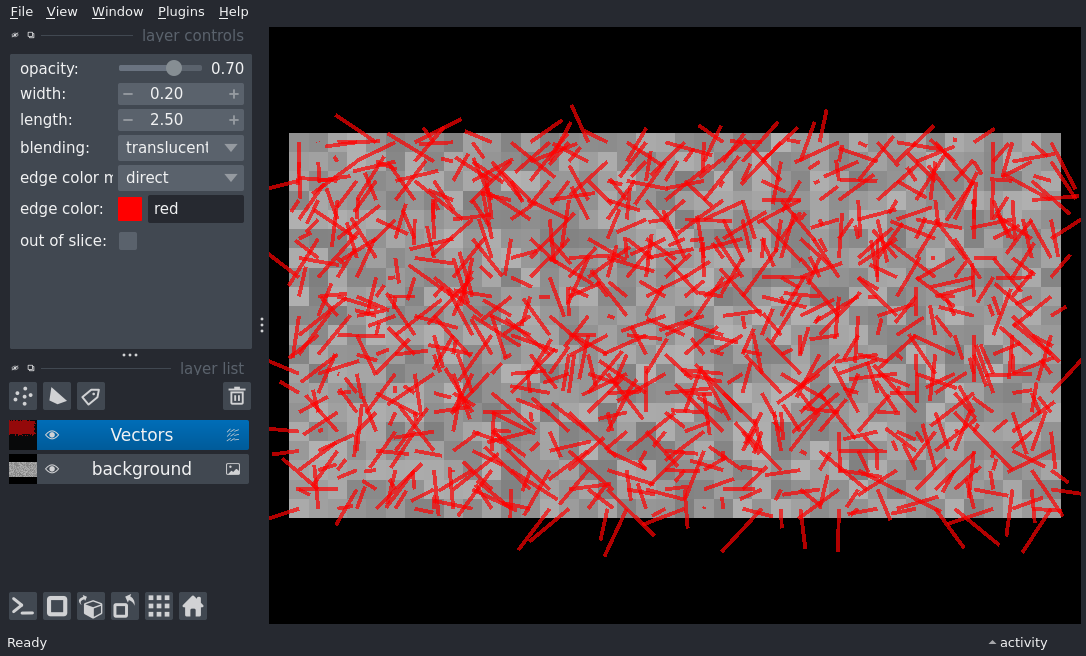 File View Window Plugins Help
layer controls
opacity: 0.70
width: 0.20
length: 2.50
blending: translucent
edge color m direct
edge color: red
out of slice:
layer list
Vectors
background
Ready activity